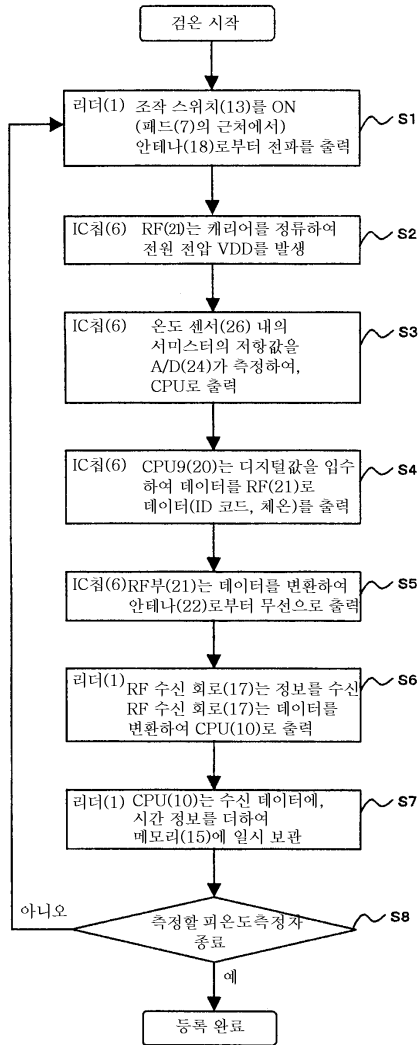 검온 시작
리더(1) 조작 스위치(13)를 ON
(패드(7)의 근처에서)
안테나(18)로부터 전파를 출력
S1
IC칩(6) RF(21)는 캐리어를 정류하여
전원 전압 VDD를 발생
S2
IC칩(6) 온도 센서(26) 내의
서미스터의 저항값을
A/D(24)가 측정하여,
CPU로 출력
S3
IC칩(6) CPU9(20)는 디지털값을 입수
하여 데이터를 RF(21)로
데이터(ID 코드, 체온)를 출력
S4
IC칩(6)RF부(21)는 데이터를 변환하여
안테나(22)로부터 무선으로 출력
S5
리더(1) RF 수신 회로(17)는 정보를 수신
RF 수신 회로(17)는 데이터를
변환하여 CPU(10)로 출력
S6
리더(1) CPU(10)는 수신 데이터에,
시간 정보를 더하여
메모리(15)에 일시 보관
S7
아니오
측정할 피온도측정자
종료
S8
예
등록 완료